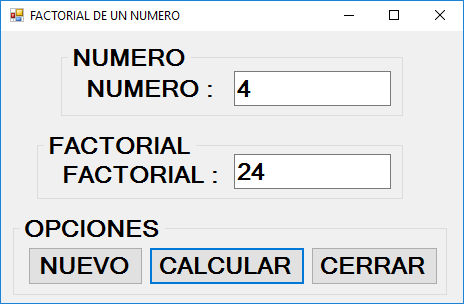 FACTORIAL DE UN NUMERO
NUMERO
NUMERO : 4
FACTORIAL
FACTORIAL : 24
OPCIONES
NUEVO CALCULAR CERRAR